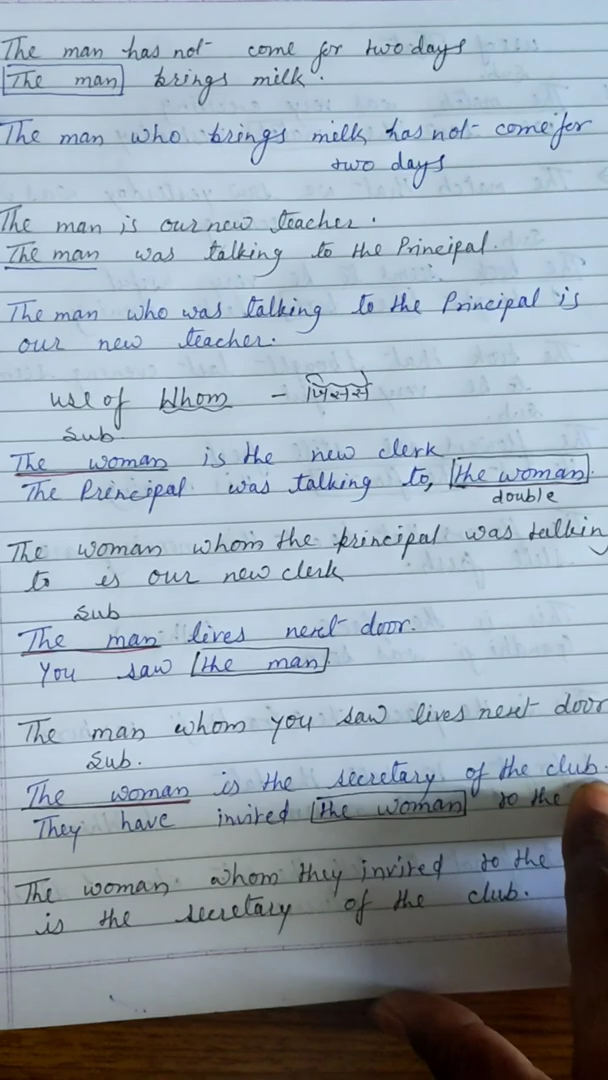 The man has not come for two days
The man brings milk.
The man who brings milk has not come for
two days
The man is our new teacher.
The man was talking to the Principal.
The man who was talking to the Principal is
our new teacher.
use of Whom - जिससे
Sub
The woman is the new clerk
The Principal was talking to, the woman.
double
The woman whom the principal was talkin
to is our new clerk
Sub
The man lives next door.
You saw the man.
The man whom you saw lives next door
Sub.
The woman is the secretary of the club.
They have invited the woman to the
The woman whom they invited to the
is the secretary of the club.